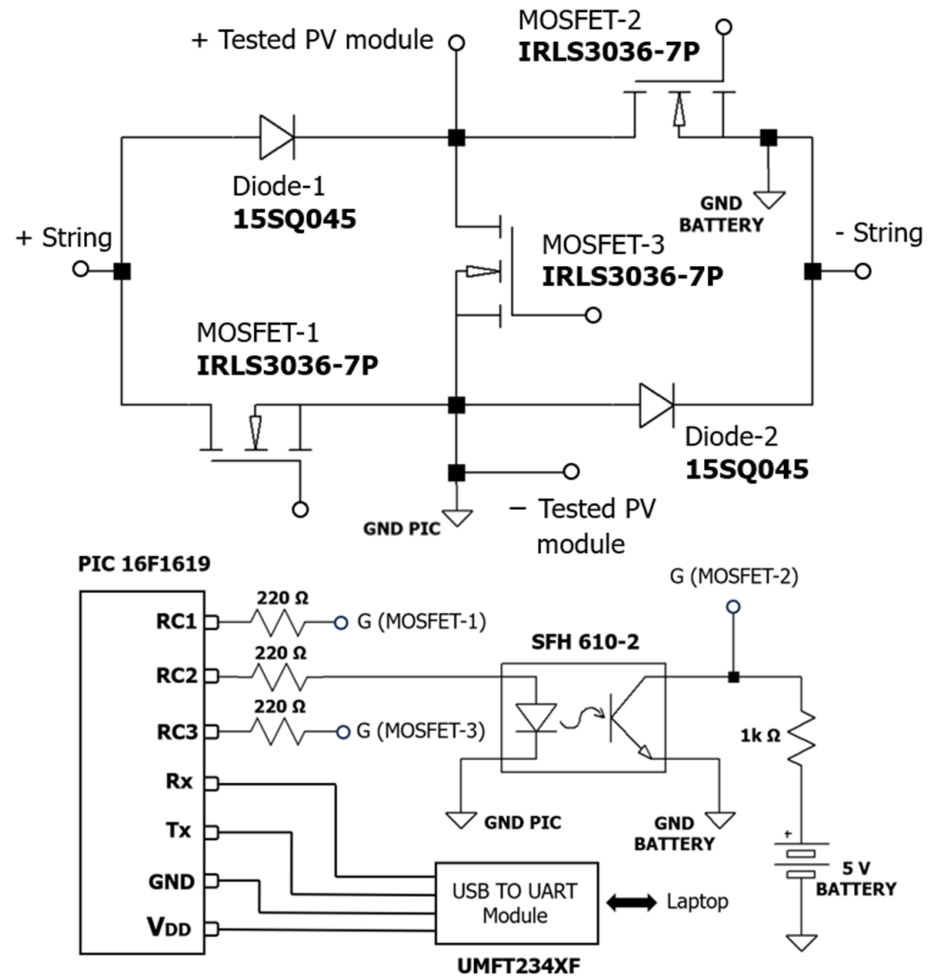 MOSFET-2
IRLS3036-7P
+ Tested PV module
Diode-1
15SQ045
GND
BATTERY
+ String
MOSFET-3
IRLS3036-7P
- String
MOSFET-1
IRLS3036-7P
Diode-2
15SQ045
GND PIC
− Tested PV
module
PIC 16F1619
G (MOSFET-2)
220 Ω
RC1
G (MOSFET-1)
SFH 610-2
220 Ω
RC2
220 Ω
RC3
G (MOSFET-3)
1k Ω
Rx
GND PIC
GND
BATTERY
Tx
+
5 V
BATTERY
GND
USB TO UART
Module
Laptop
VDD
UMFT234XF